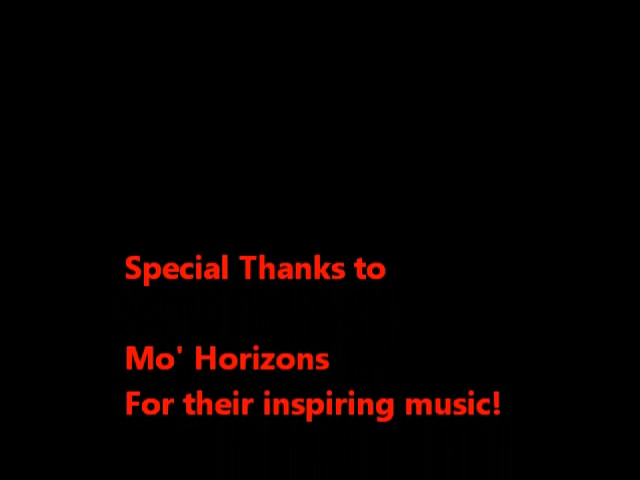 Special Thanks to
Mo' Horizons
For their inspiring music!